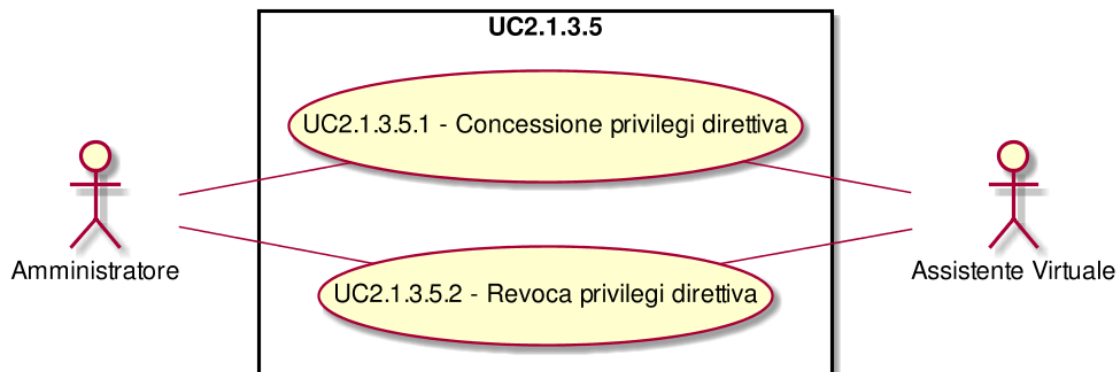 UC2.1.3.5
UC2.1.3.5.1 - Concessione privilegi direttiva
Amministratore
Assistente Virtuale
UC2.1.3.5.2 - Revoca privilegi direttiva